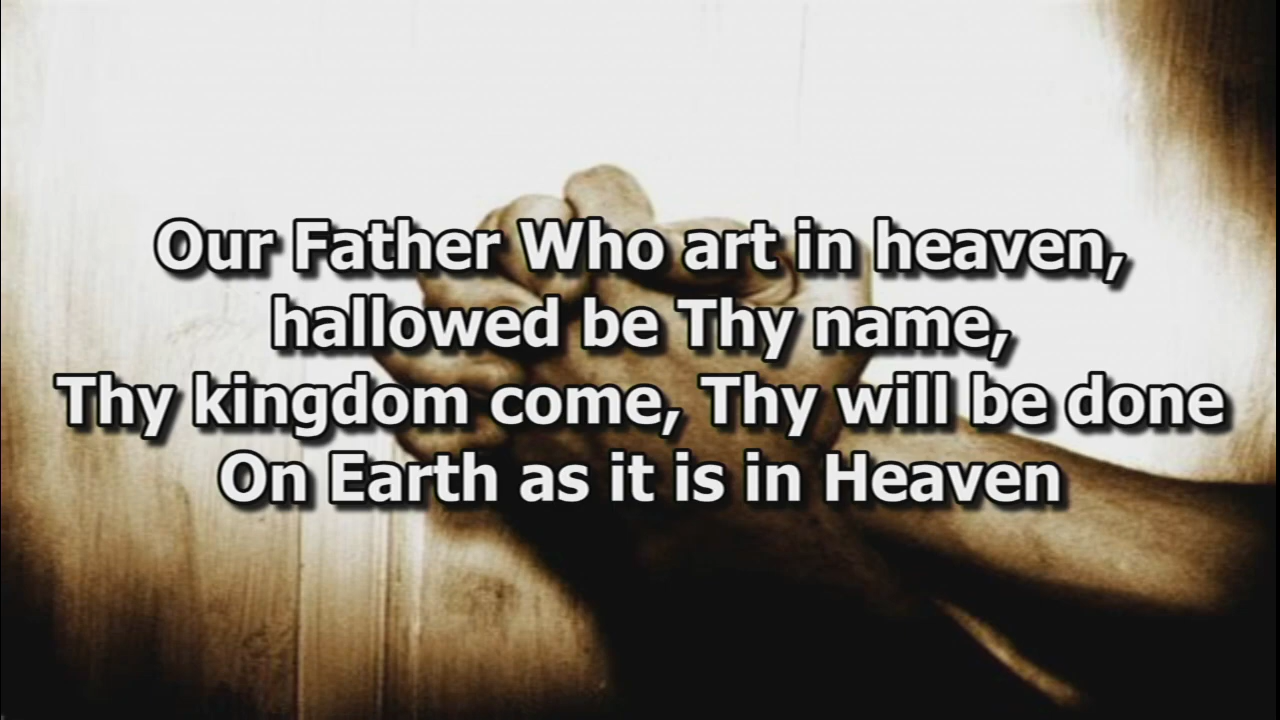 Our Father Who art in heaven,
hallowed be Thy name,
Thy kingdom come, Thy will be done
On Earth as it is in Heaven